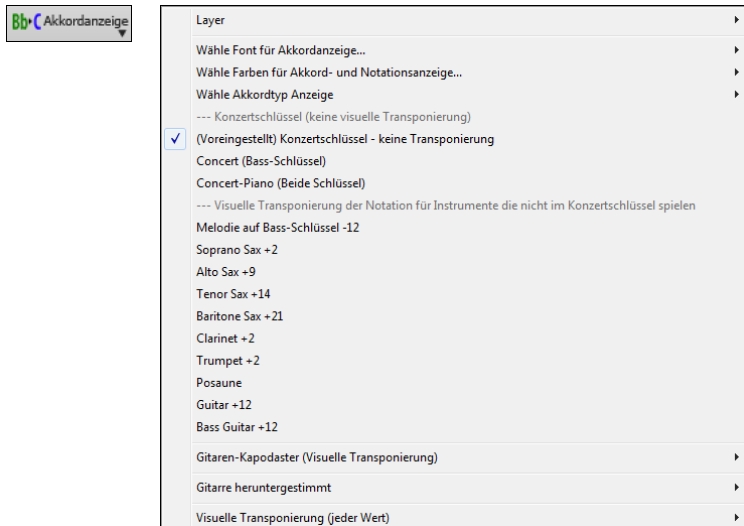 Bb▸C Akkordanzeige
Layer
Wähle Font für Akkordanzeige...
Wähle Farben für Akkord- und Notationsanzeige...
Wähle Akkordtyp Anzeige
--- Konzertschlüssel (keine visuelle Transponierung)
(Voreingestellt) Konzertschlüssel - keine Transponierung
Concert (Bass-Schlüssel)
Concert-Piano (Beide Schlüssel)
--- Visuelle Transponierung der Notation für Instrumente die nicht im Konzertschlüssel spielen
Melodie auf Bass-Schlüssel -12
Soprano Sax +2
Alto Sax +9
Tenor Sax +14
Baritone Sax +21
Clarinet +2
Trumpet +2
Posaune
Guitar +12
Bass Guitar +12
Gitaren-Kapodaster (Visuelle Transponierung)
Gitarre heruntergestimmt
Visuelle Transponierung (jeder Wert)